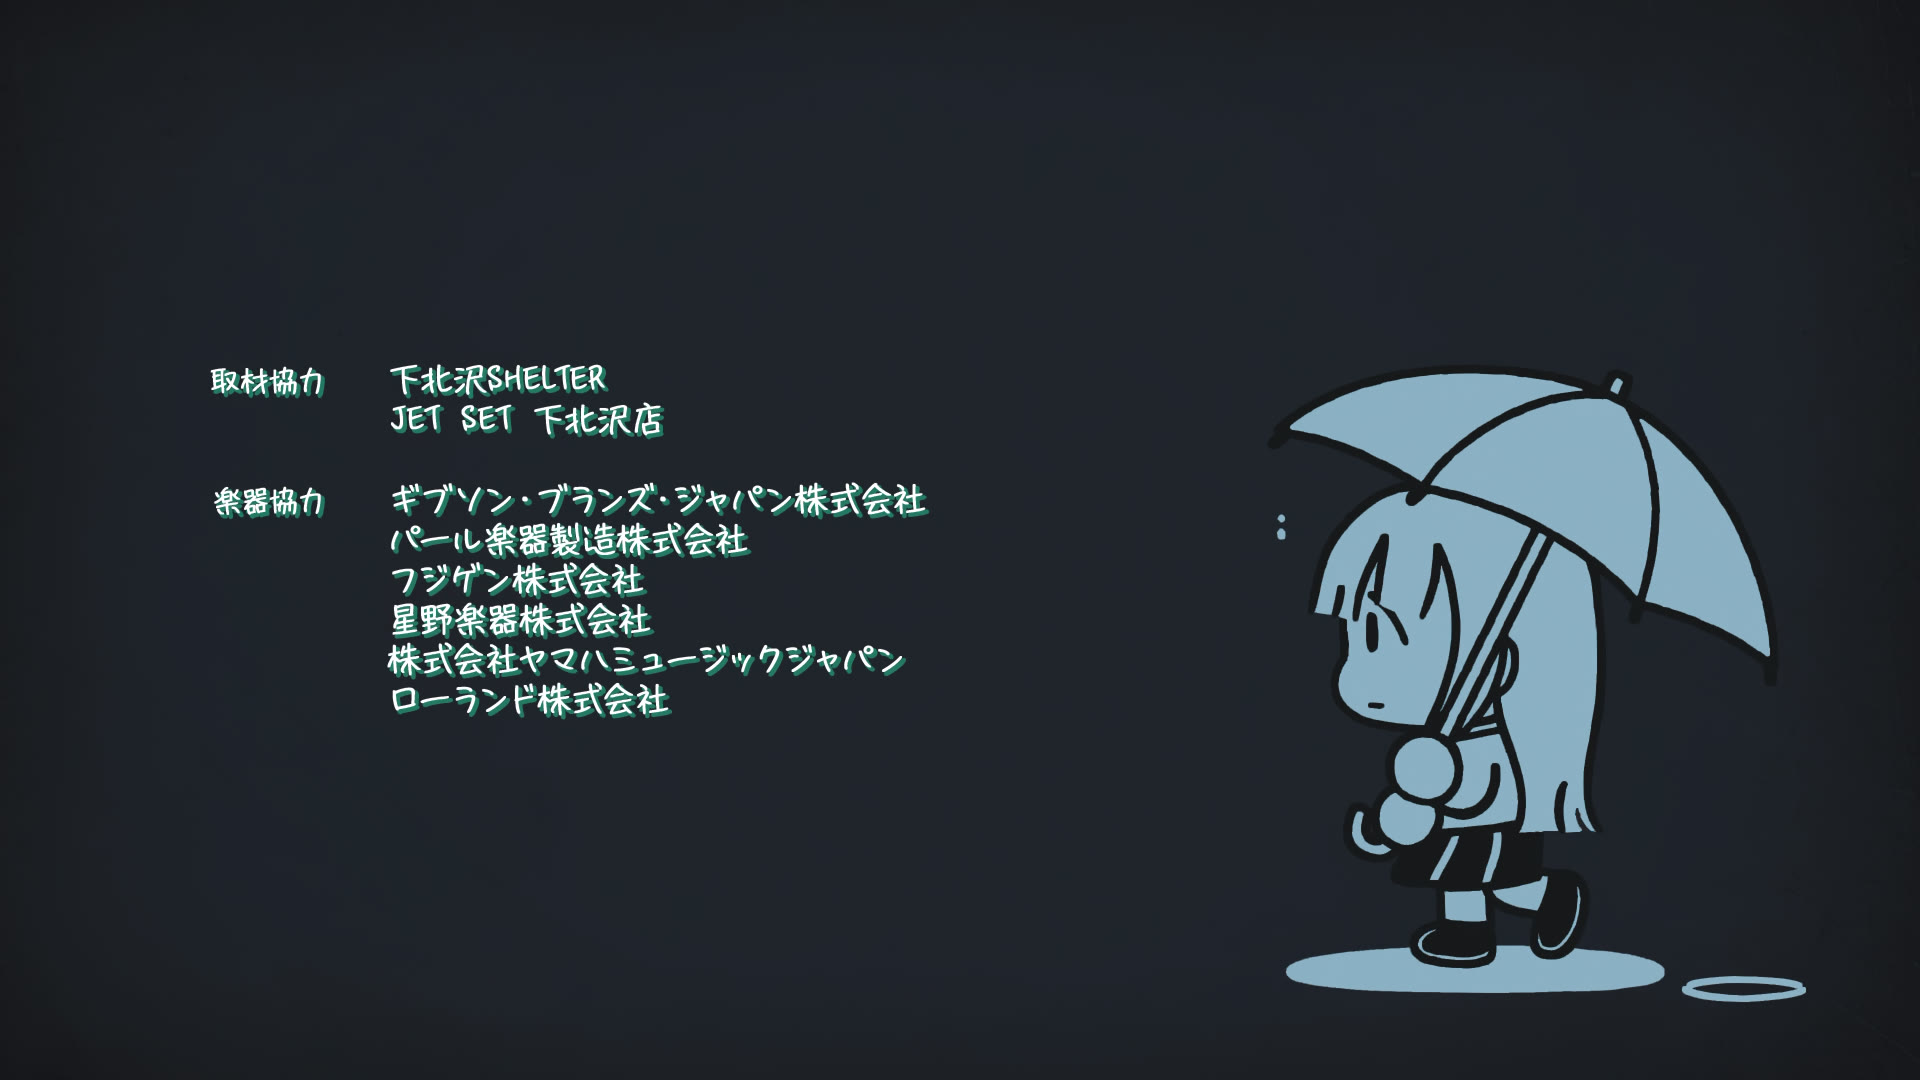 取材協力 下北沢SHELTER
JET SET 下北沢店
楽器協力 ギブソン・ブランズ・ジャパン株式会社
パール楽器製造株式会社
フジゲン株式会社
星野楽器株式会社
株式会社ヤマハミュージックジャパン
ローランド株式会社